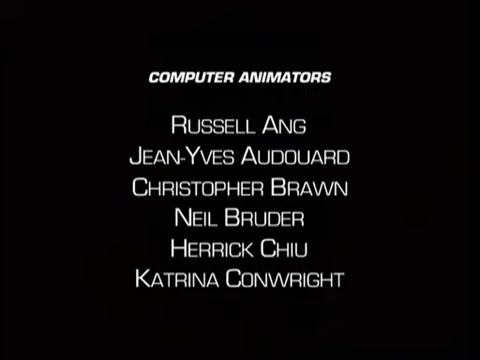 COMPUTER ANIMATORS
RUSSELL ANG
JEAN-YVES AUDOUARD
CHRISTOPHER BRAWN
NEIL BRUDER
HERRICK CHIU
KATRINA CONWRIGHT